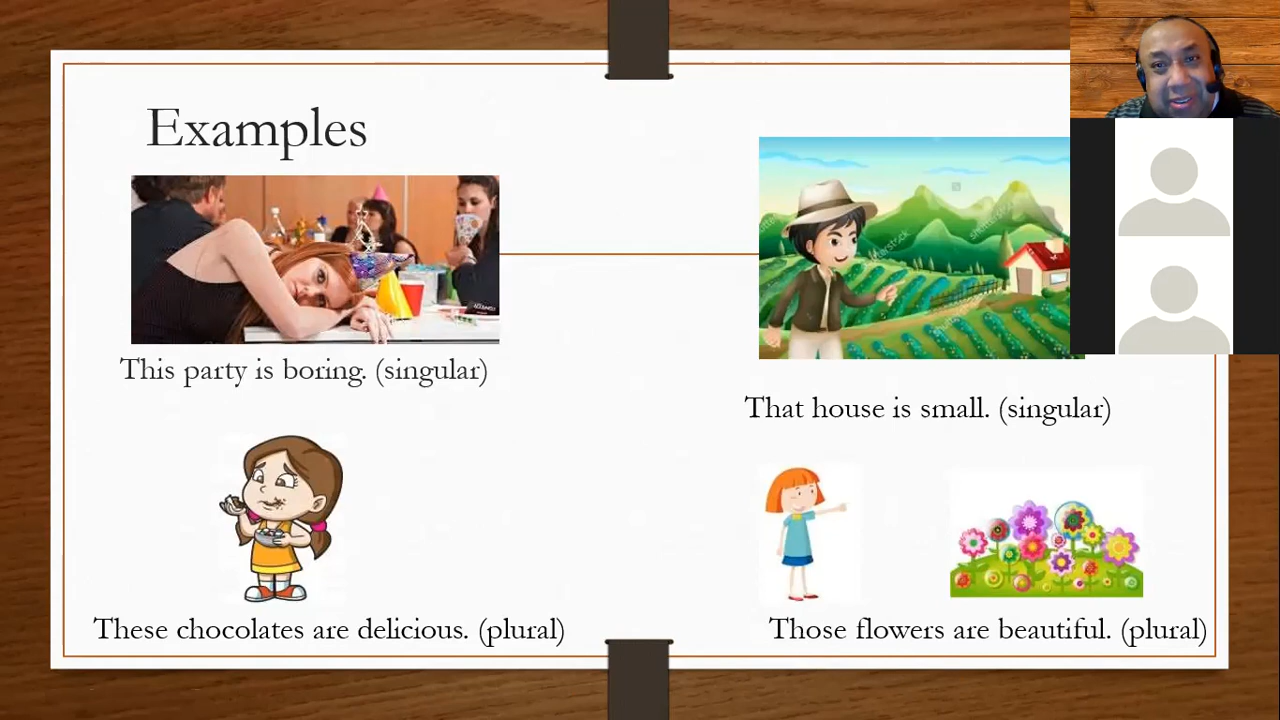 Examples
This party is boring. (singular)
That house is small. (singular)
These chocolates are delicious. (plural)
Those flowers are beautiful. (plural)